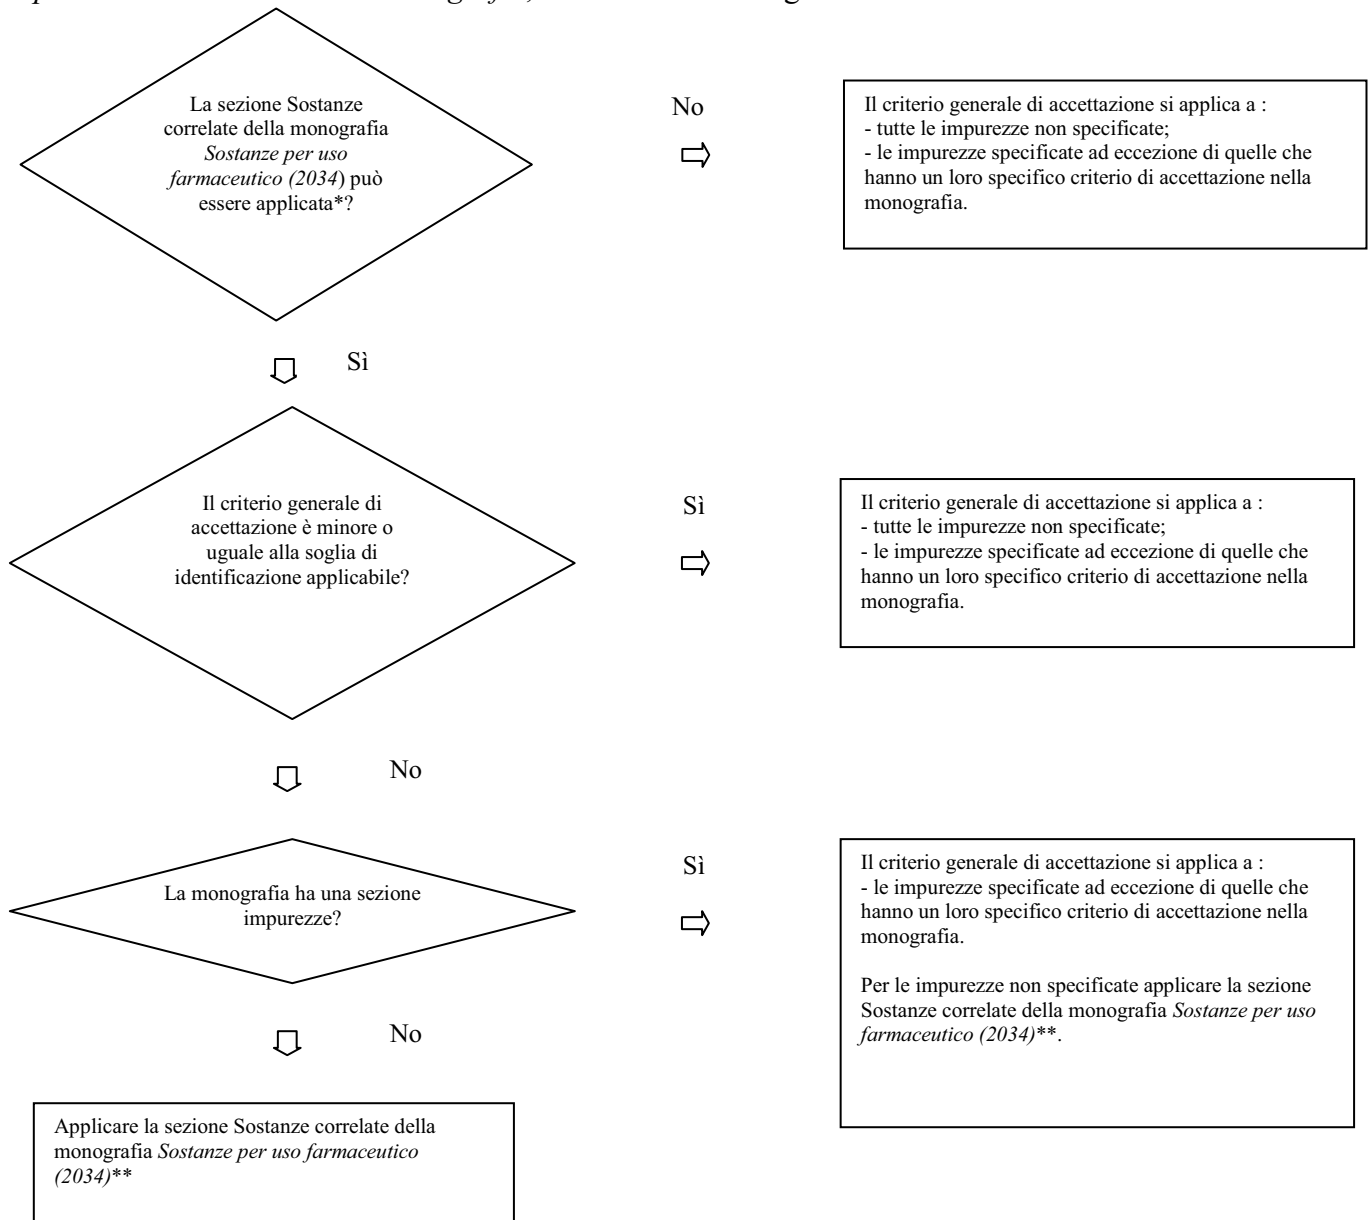 La sezione Sostanze
correlate della monografia
Sostanze per uso
farmaceutico (2034) può
essere applicata*?
No
Il criterio generale di accettazione si applica a :
- tutte le impurezze non specificate;
- le impurezze specificate ad eccezione di quelle che
hanno un loro specifico criterio di accettazione nella
monografia.
Sì
Il criterio generale di
accettazione è minore o
uguale alla soglia di
identificazione applicabile?
Sì
Il criterio generale di accettazione si applica a :
- tutte le impurezze non specificate;
- le impurezze specificate ad eccezione di quelle che
hanno un loro specifico criterio di accettazione nella
monografia.
No
La monografia ha una sezione
impurezze?
Sì
Il criterio generale di accettazione si applica a :
- le impurezze specificate ad eccezione di quelle che
hanno un loro specifico criterio di accettazione nella
monografia.
Per le impurezze non specificate applicare la sezione
Sostanze correlate della monografia Sostanze per uso
farmaceutico (2034)**.
No
Applicare la sezione Sostanze correlate della
monografia Sostanze per uso farmaceutico
(2034)**